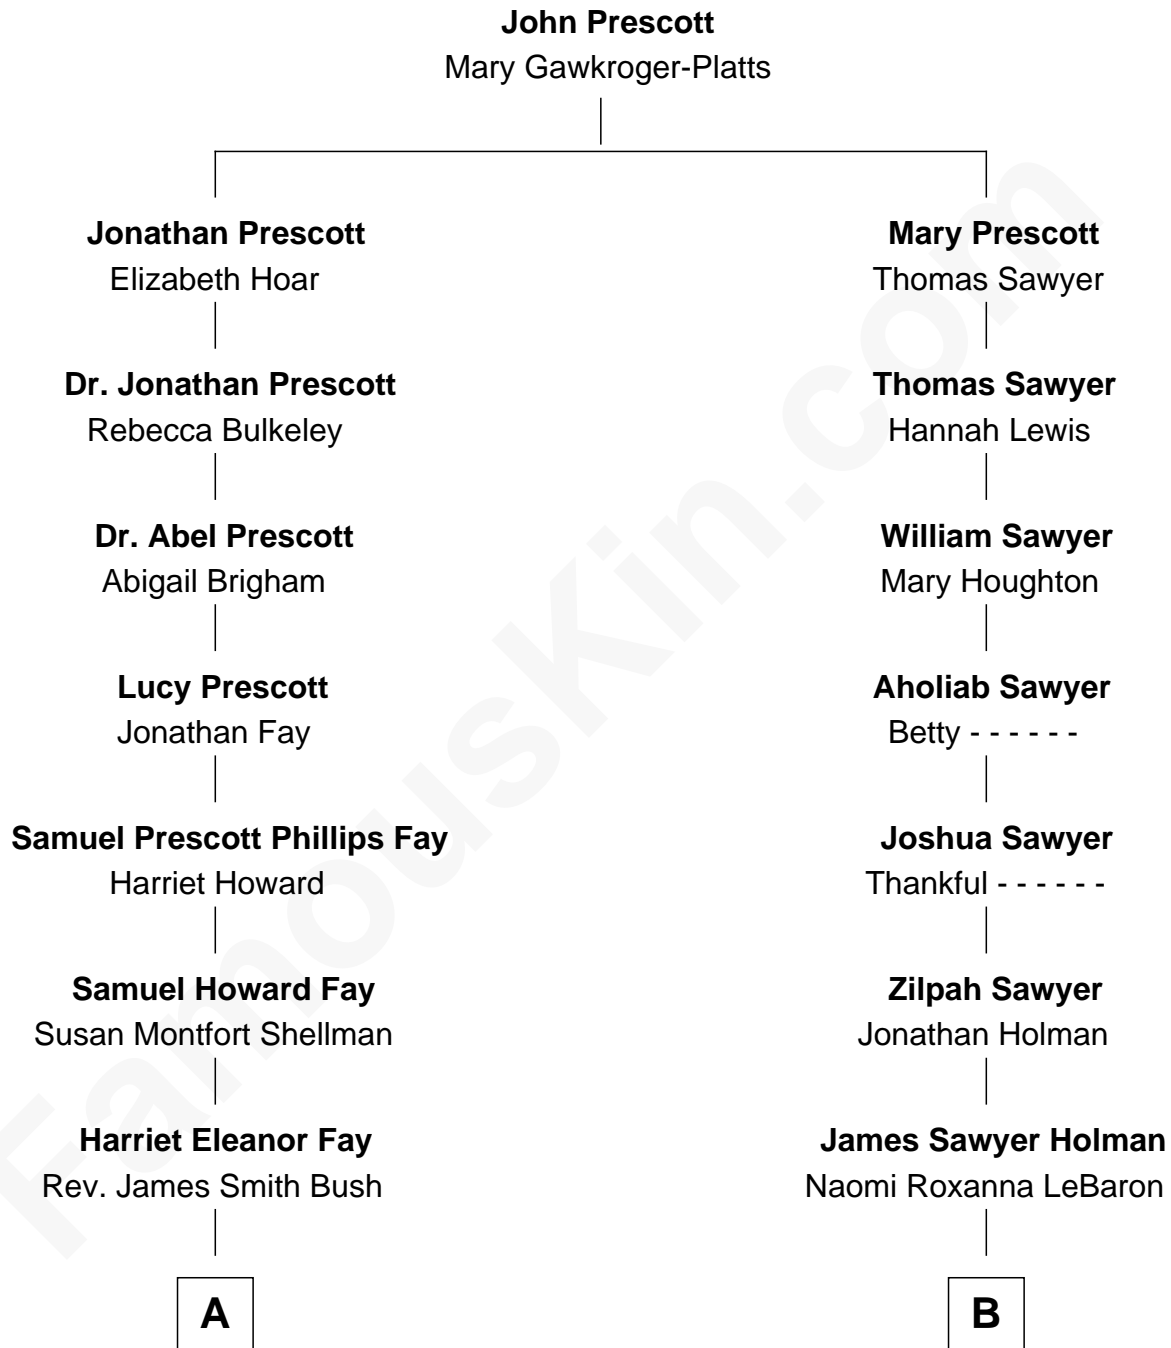 John Prescott
Mary Gawkroger-Platts
Jonathan Prescott
Elizabeth Hoar
Mary Prescott
Thomas Sawyer
Dr. Jonathan Prescott
Rebecca Bulkeley
Thomas Sawyer
Hannah Lewis
Dr. Abel Prescott
Abigail Brigham
William Sawyer
Mary Houghton
Lucy Prescott
Jonathan Fay
Aholiab Sawyer
Betty - - - - - -
Samuel Prescott Phillips Fay
Harriet Howard
Joshua Sawyer
Thankful - - - - - -
Samuel Howard Fay
Susan Montfort Shellman
Zilpah Sawyer
Jonathan Holman
Harriet Eleanor Fay
Rev. James Smith Bush
James Sawyer Holman
Naomi Roxanna LeBaron
A
B
FamousKin.com